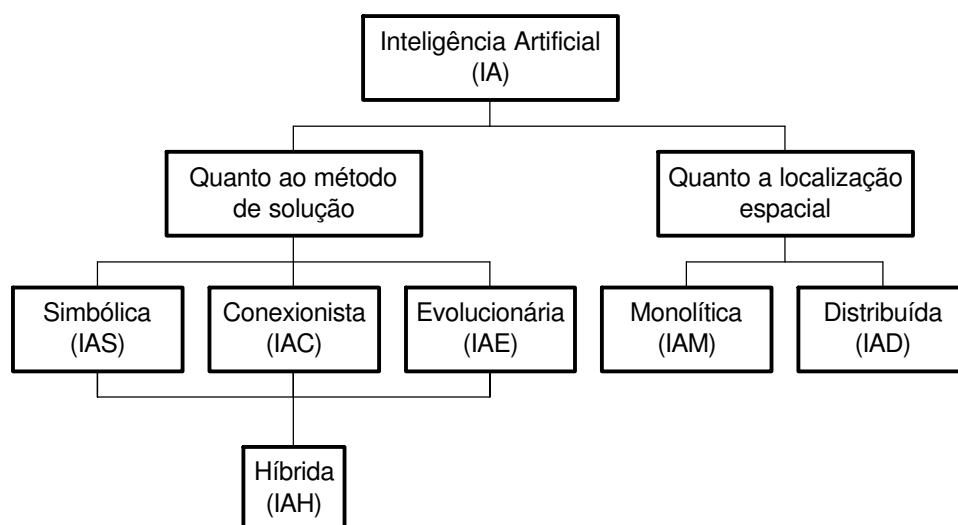 Inteligência Artificial
(IA)
Quanto ao método
de solução
Quanto a localização
espacial
Simbólica
(IAS)
Conexionista
(IAC)
Evolucionária
(IAE)
Monolítica
(IAM)
Distribuída
(IAD)
Híbrida
(IAH)